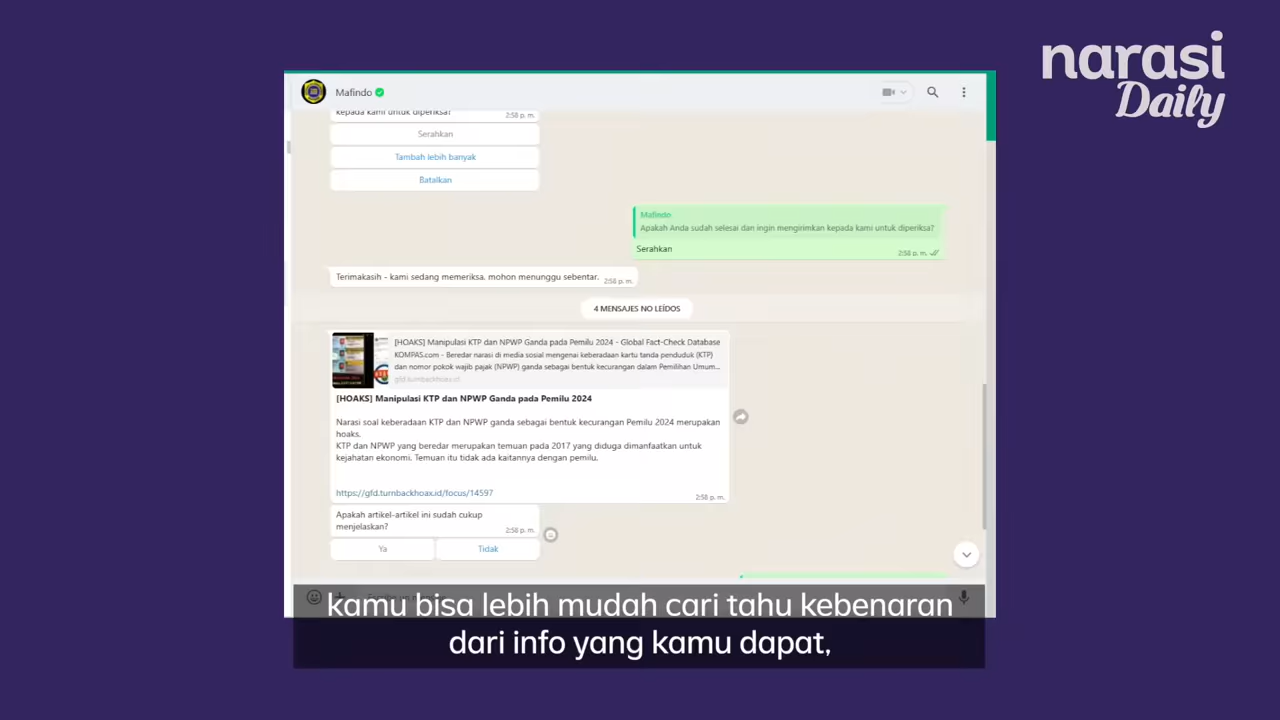 narasi
Daily
Mafindo
kepada kami untuk diperiksa?
2:58 p. m.
Serahkan
Tambah lebih banyak
Batalkan
Mafindo
Apakah Anda sudah selesai dan ingin mengirimkan kepada kami untuk diperiksa?
Serahkan
2:58 p. m.
Terimakasih - kami sedang memeriksa. mohon menunggu sebentar.
2:58 p. m.
4 MENSAJES NO LEÍDOS
[HOAKS] Manipulasi KTP dan NPWP Ganda pada Pemilu 2024 - Global Fact-Check Database
KOMPAS.com - Beredar narasi di media sosial mengenai keberadaan kartu tanda penduduk (KTP)
dan nomor pokok wajib pajak (NPWP) ganda sebagai bentuk kecurangan dalam Pemilihan Umum...
gfd.turnbackhoax.id
[HOAKS] Manipulasi KTP dan NPWP Ganda pada Pemilu 2024
Narasi soal keberadaan KTP dan NPWP ganda sebagai bentuk kecurangan Pemilu 2024 merupakan
hoaks.
KTP dan NPWP yang beredar merupakan temuan pada 2017 yang diduga dimanfaatkan untuk
kejahatan ekonomi. Temuan itu tidak ada kaitannya dengan pemilu.
https://gfd.turnbackhoax.id/focus/14597
2:58 p. m.
Apakah artikel-artikel ini sudah cukup
menjelaskan?
2:58 p. m.
Ya
Tidak
kamu bisa lebih mudah cari tahu kebenaran
dari info yang kamu dapat,